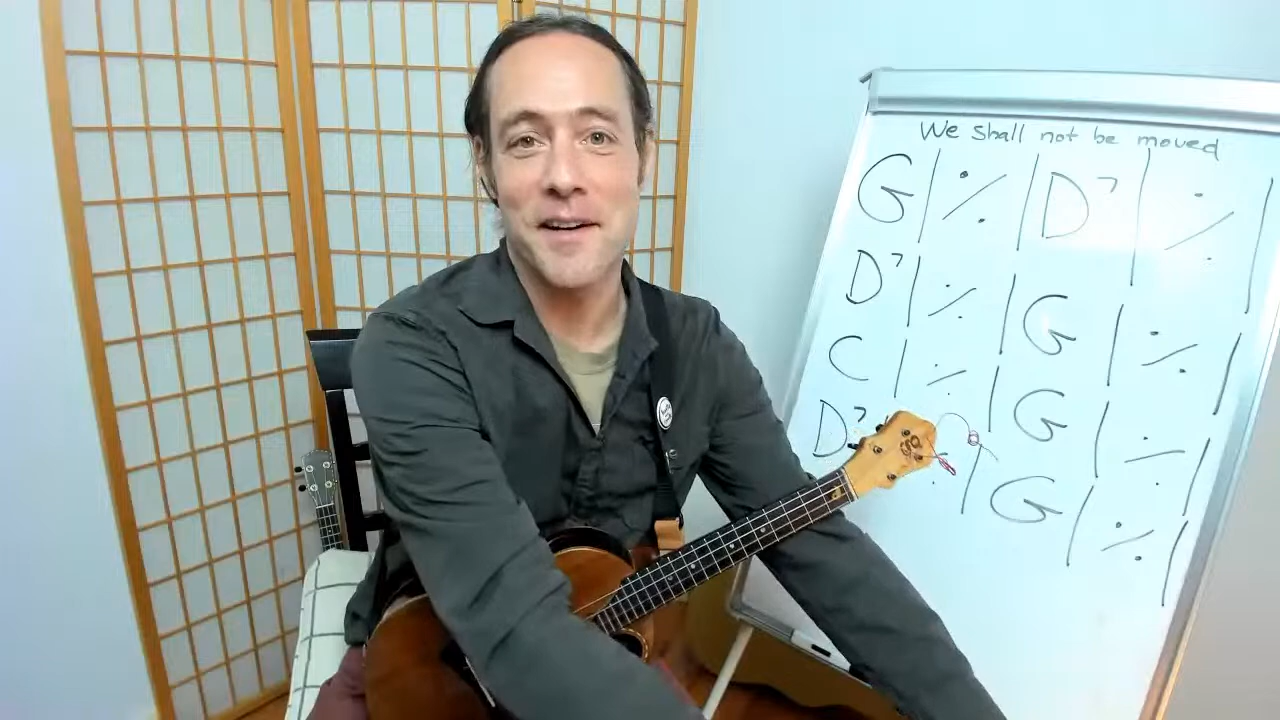 We shall not be moved
G | ٪ | D7 | ٪ |
D7 | ٪ | G | ٪ |
C | ٪ | G | ٪ |
D7 | G | ٪ |